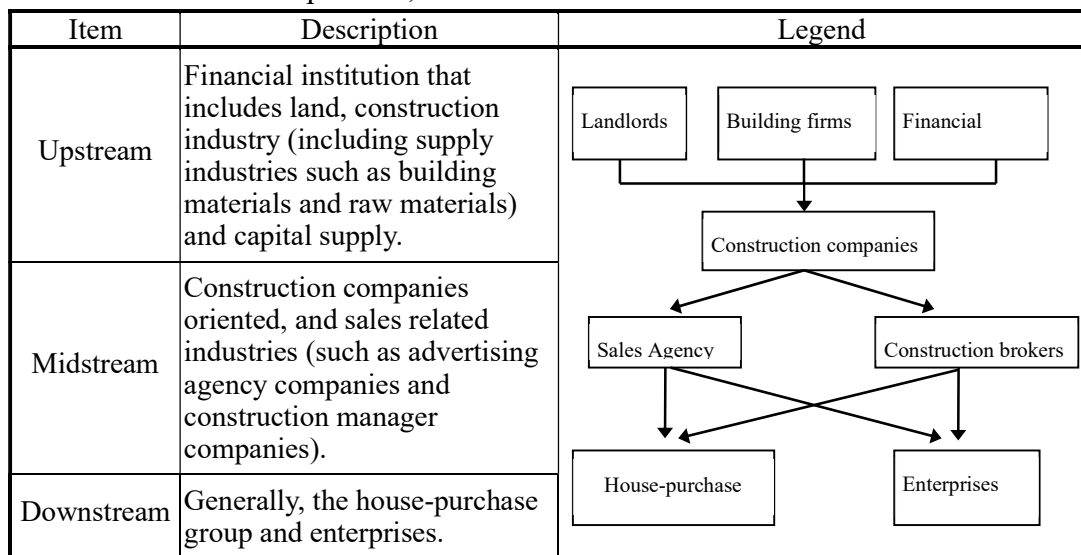 Item
Description
Legend
Upstream
Financial institution that
includes land, construction
industry (including supply
industries such as building
materials and raw materials)
and capital supply.
Landlords
Building firms
Financial
Construction companies
Midstream
Construction companies
oriented, and sales related
industries (such as advertising
agency companies and
construction manager
companies).
Sales Agency
Construction brokers
Downstream
Generally, the house-purchase
group and enterprises.
House-purchase
Enterprises